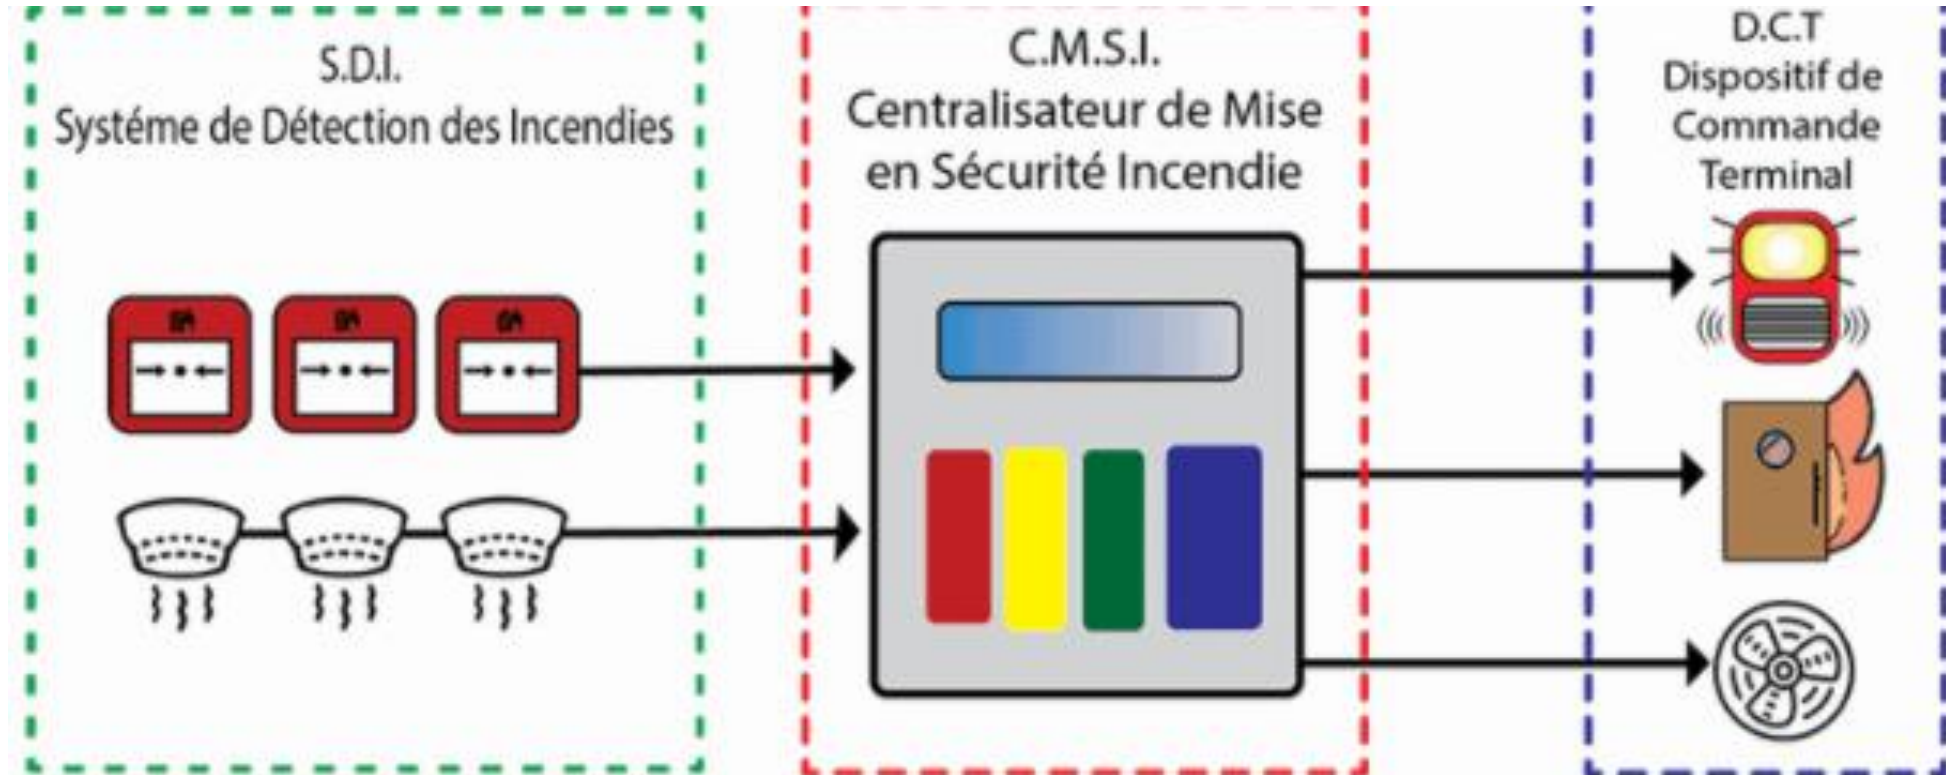 S.D.I.
Systéme de Détection des Incendies
C.M.S.I.
Centralisateur de Mise
en Sécurité Incendie
D.C.T
Dispositif de
Commande
Terminal